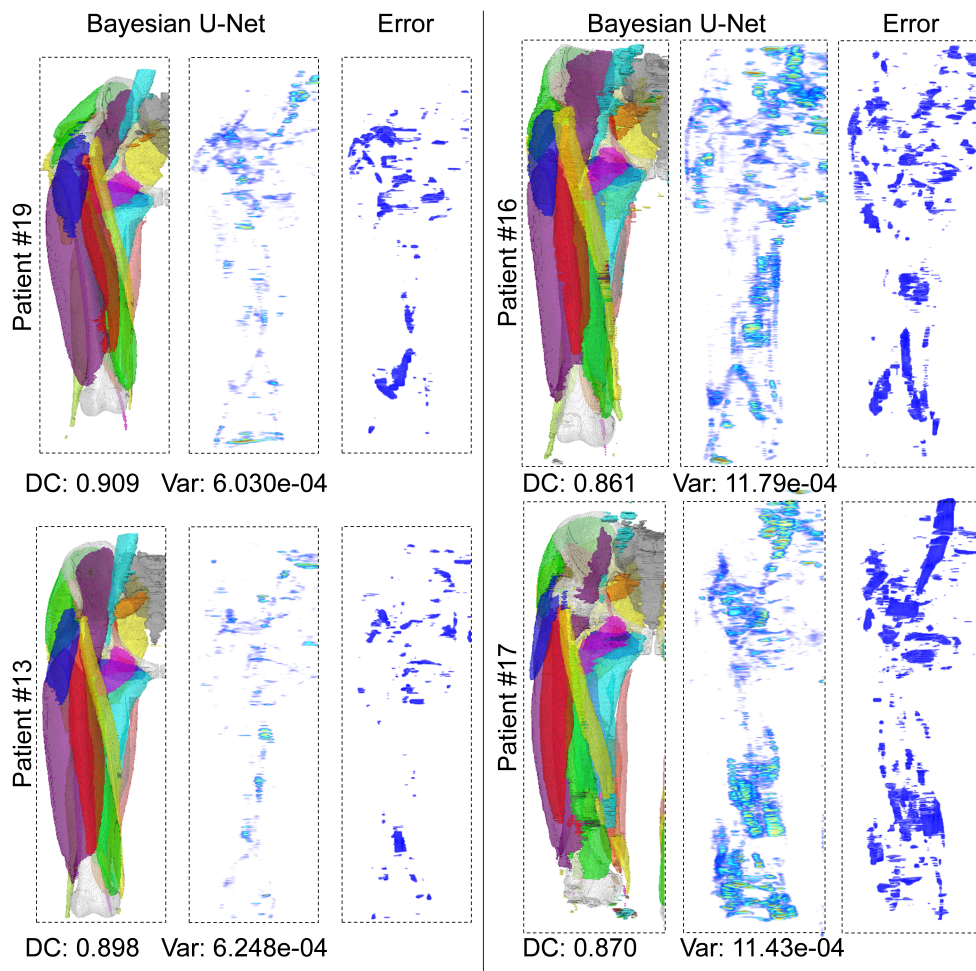 Bayesian U-Net Error
Patient #19
DC: 0.909 Var: 6.030e-04
Patient #13
DC: 0.898 Var: 6.248e-04
Bayesian U-Net Error
Patient #16
DC: 0.861 Var: 11.79e-04
Patient #17
DC: 0.870 Var: 11.43e-04